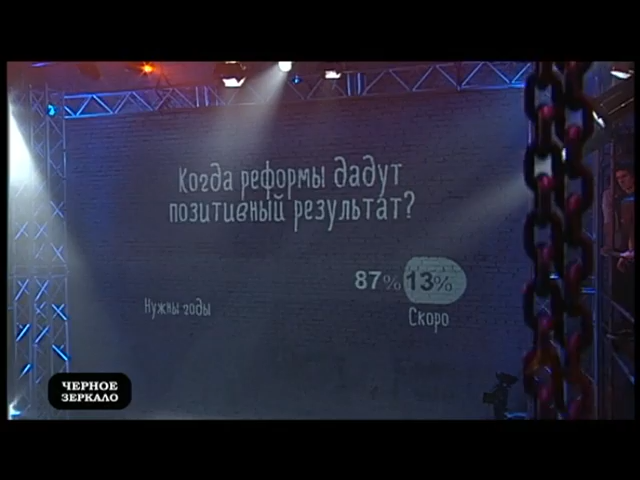 Когда реформы дадут
позитивный результат?
87% 13%
Нужны годы
Скоро
ЧЕРНОЕ
ЗЕРКАЛО